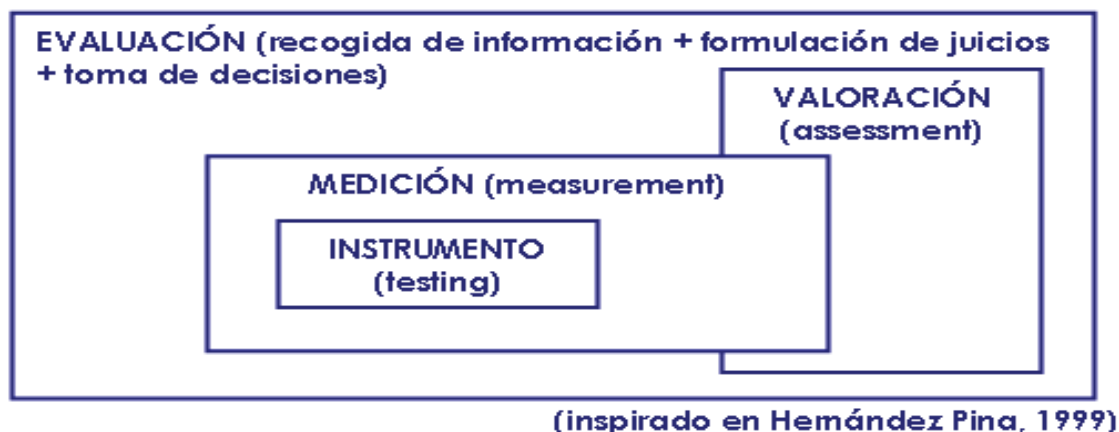 EVALUACIÓN (recogida de información + formulación de juicios
+ toma de decisiones)
VALORACIÓN
(assessment)
MEDICIÓN (measurement)
INSTRUMENTO
(testing)
(inspirado en Hernández Pina, 1999)